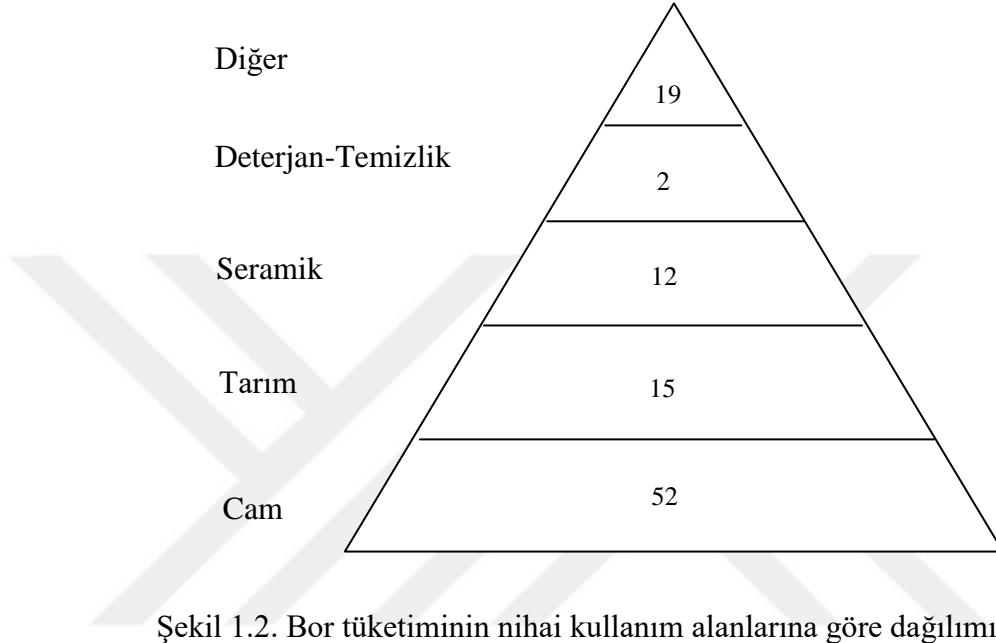 Diğer
19
Deterjan-Temizlik
2
Seramik
12
Tarım
15
Cam
52
Şekil 1.2. Bor tüketiminin nihai kullanım alanlarına göre dağılımı